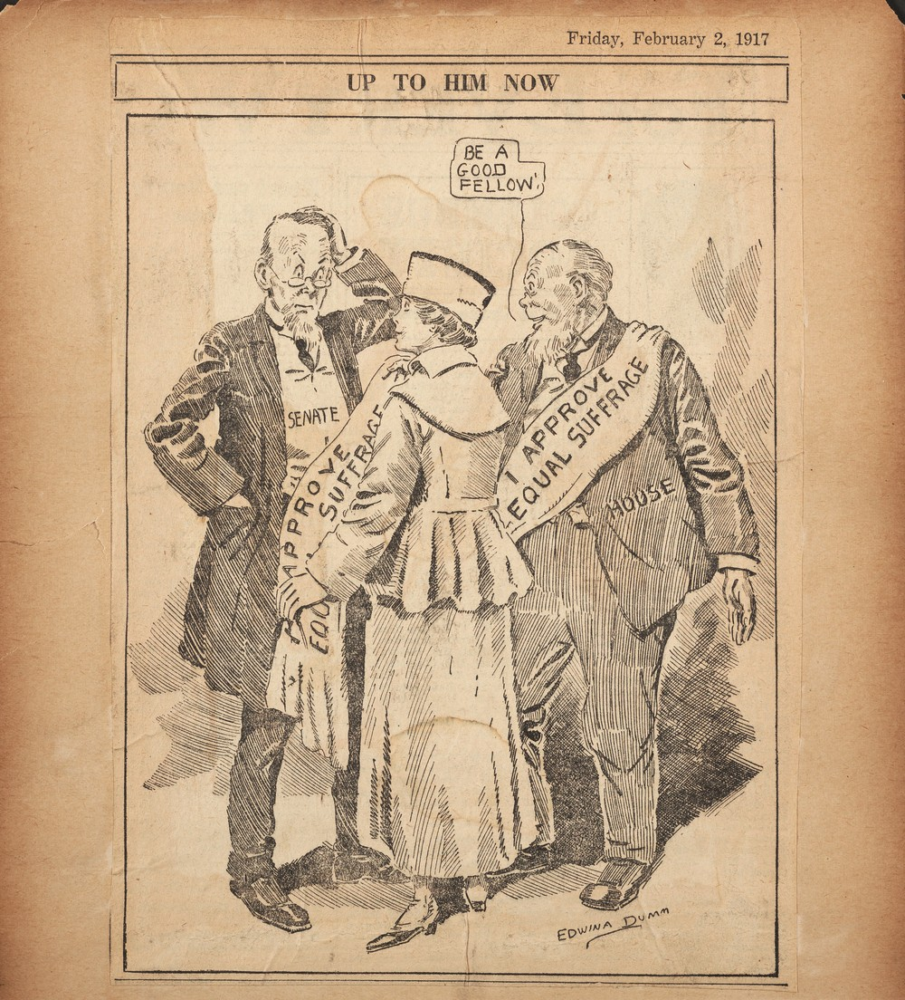 Friday, February 2, 1917
UP TO HIM NOW
BE A
GOOD
FELLOW!
SENATE
APPROVE
SUFFRAGE
EQU
I APPROVE
EQUAL SUFFRAGE
HOUSE
EDWINA DUMM